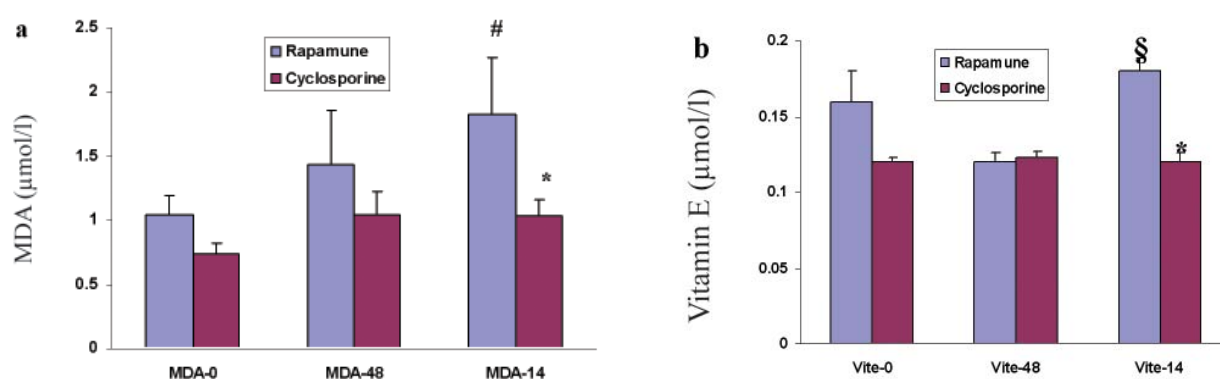 a
MDA (µmol/l)
2.5
2
1.5
1
0.5
0
Rapamune
Cyclosporine
#
*
MDA-0
MDA-48
MDA-14
b
Vitamin E (µmol/l)
0.2
0.15
0.1
0.05
0
Rapamune
Cyclosporine
§
*
Vite-0
Vite-48
Vite-14